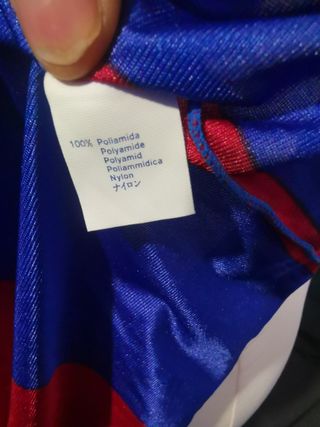 100% Poliamida
Polyamide
Polyamid
Poliammidica
Nylon
ナイロン